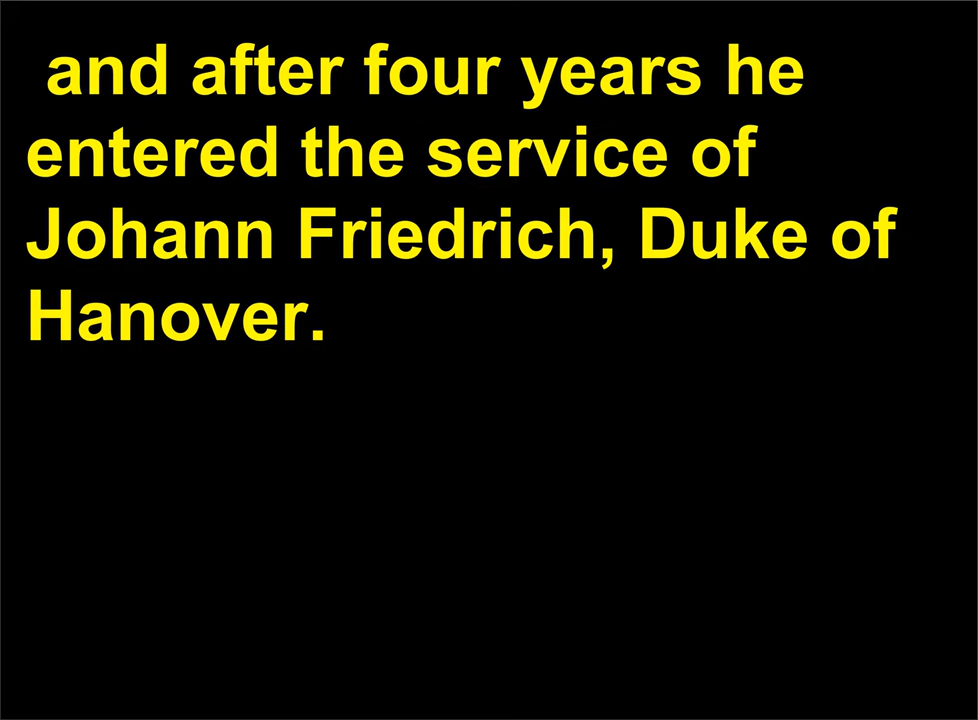 and after four years he
entered the service of
Johann Friedrich, Duke of
Hanover.